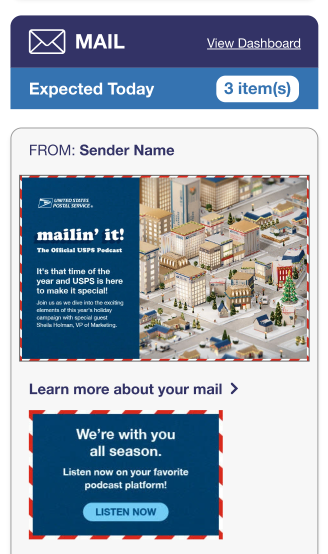 MAIL
View Dashboard
Expected Today
3 item(s)
FROM: Sender Name
UNITED STATES
POSTAL SERVICE
mailin’ it!
The Official USPS Podcast
It's that time of the
year and USPS is here
to make it special!
Join us as we dive into the exciting
elements of this year's holiday
campaign with special guest
Sheila Holman, VP of Marketing.
Learn more about your mail >
We’re with you
all season.
Listen now on your favorite
podcast platform!
LISTEN NOW